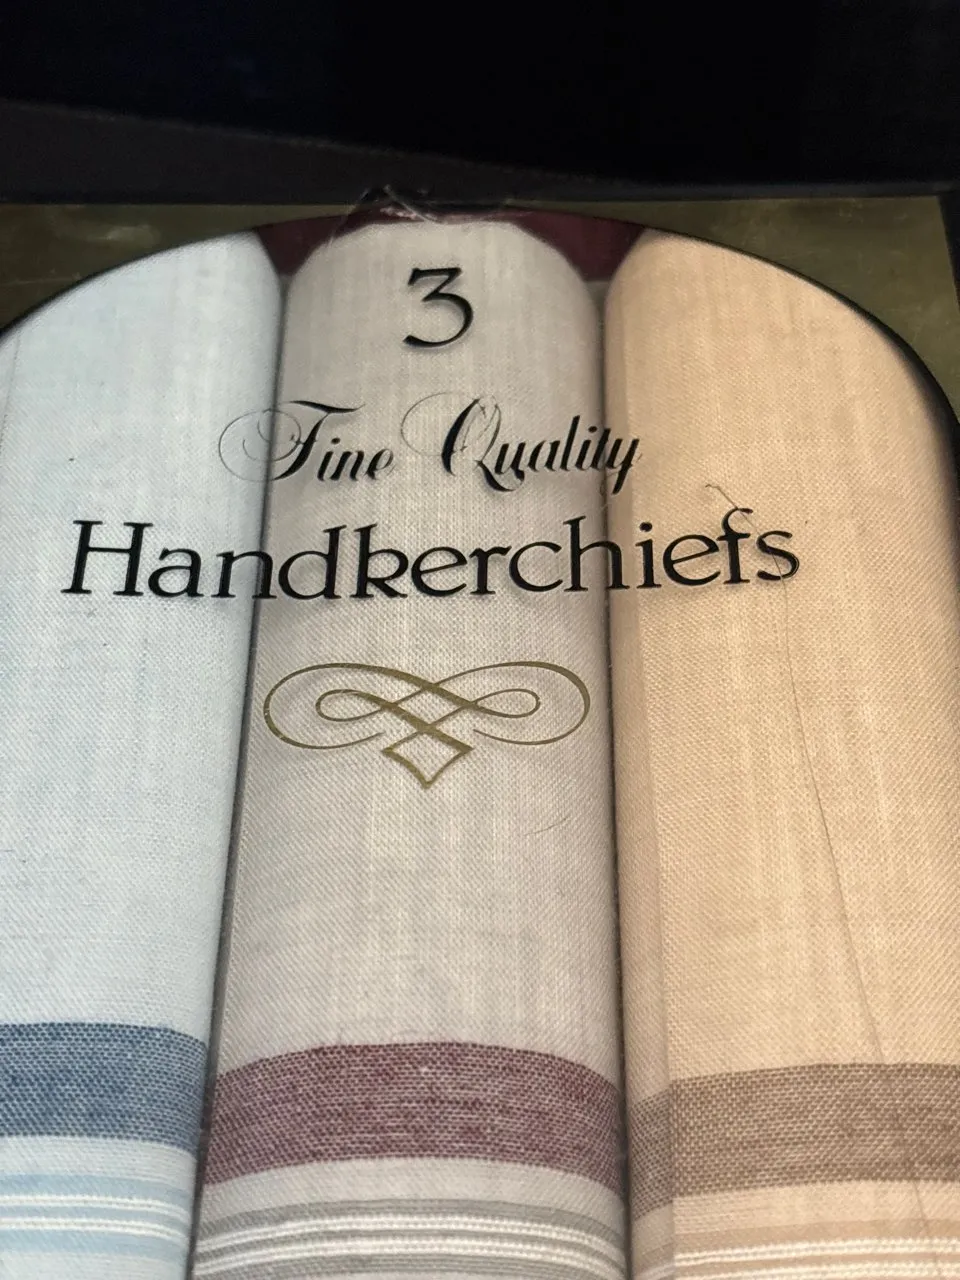 3
Fine Quality
Handkerchiefs